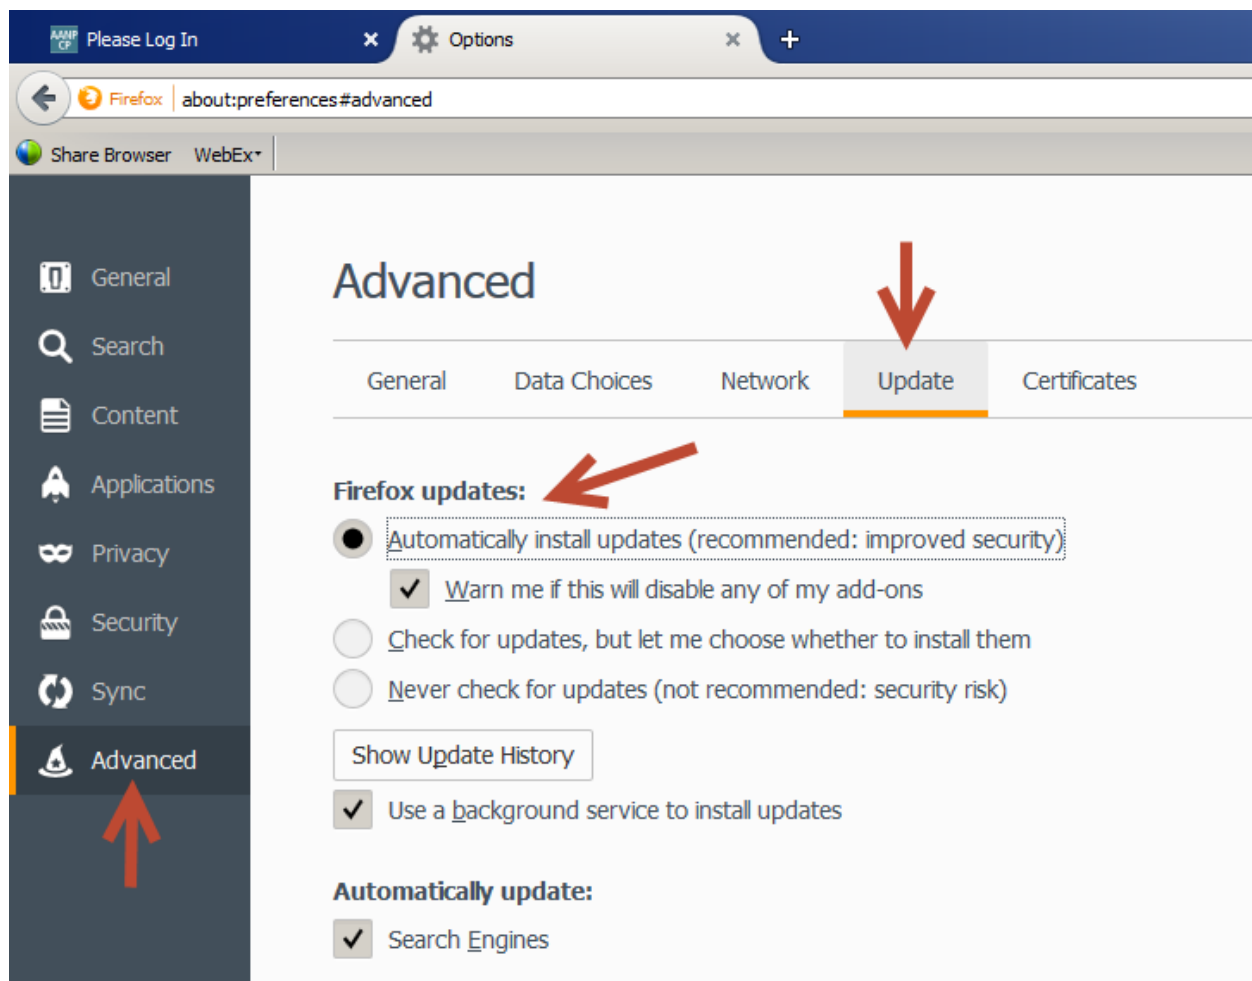 AANP
CP
Please Log In
Options
Firefox about:preferences#advanced
Share Browser WebEx
General
Search
Content
Applications
Privacy
Security
Sync
Advanced
Advanced
General Data Choices Network Update Certificates
Firefox updates:
Automatically install updates (recommended: improved security)
Warn me if this will disable any of my add-ons
Check for updates, but let me choose whether to install them
Never check for updates (not recommended: security risk)
Show Update History
Use a background service to install updates
Automatically update:
Search Engines